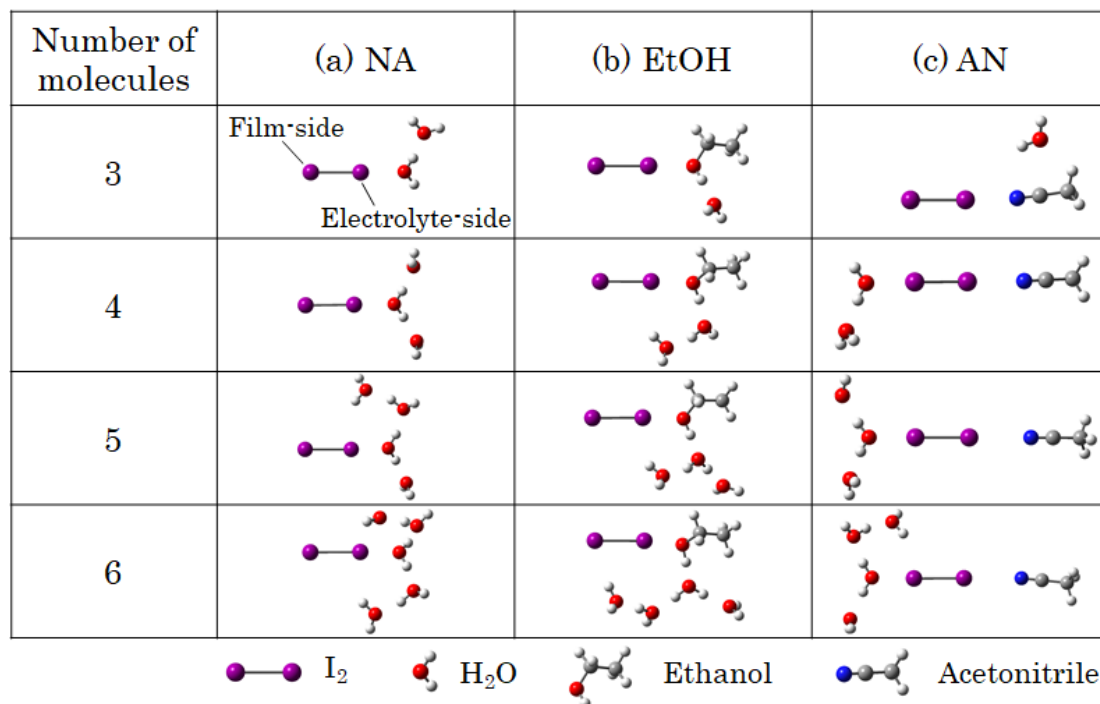 Number of
molecules
(a) NA
(b) EtOH
(c) AN
3
Film-side
Electrolyte-side
4
5
6
I₂
H₂O
Ethanol
Acetonitrile